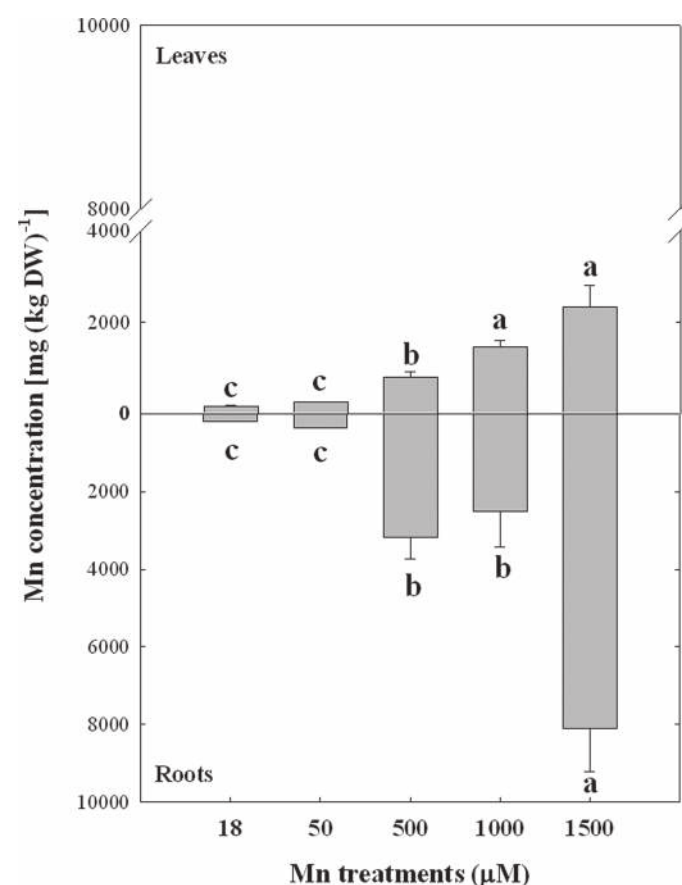 10000
Leaves
8000
4000
a
a
2000
b
c
c
0
c
c
2000
b
b
4000
6000
8000
Roots
a
10000
18 50 500 1000 1500
Mn treatments (µM)
Mn concentration [mg (kg DW)⁻¹]